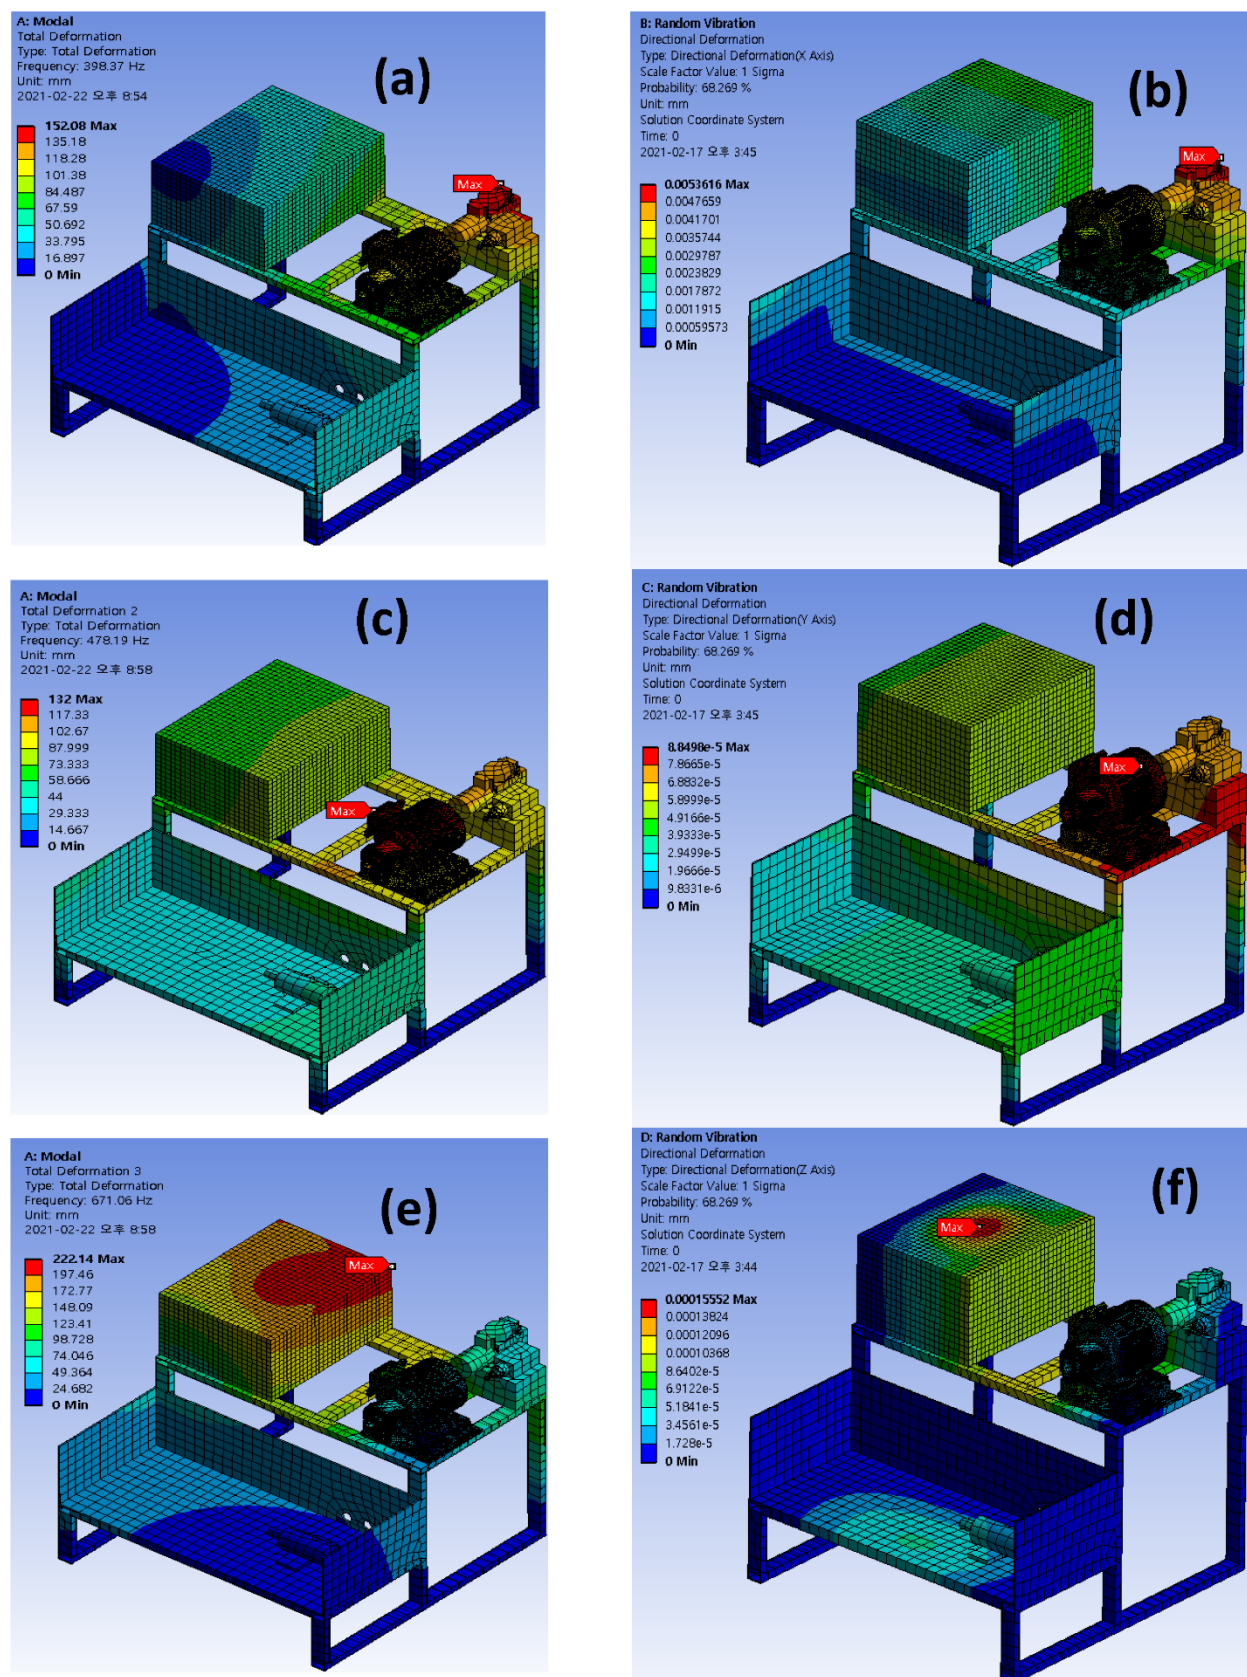 A: Modal
Total Deformation
Type: Total Deformation
Frequency: 398.37 Hz
Unit: mm
2021-02-22 오후 8:54
(a)
152.08 Max
135.18
118.28
101.38
84.487
67.59
50.692
33.795
16.897
0 Min
Max
B: Random Vibration
Directional Deformation
Type: Directional Deformation(X Axis)
Scale Factor Value: 1 Sigma
Probability: 68.269 %
Unit: mm
Solution Coordinate System
Time: 0
2021-02-17 오후 3:45
(b)
0.0053616 Max
0.0047659
0.0041701
0.0035744
0.0029787
0.0023829
0.0017872
0.0011915
0.00059573
0 Min
Max
A: Modal
Total Deformation 2
Type: Total Deformation
Frequency: 478.19 Hz
Unit: mm
2021-02-22 오후 8:58
(c)
132 Max
117.33
102.67
87.999
73.333
58.666
44
29.333
14.667
0 Min
Max
C: Random Vibration
Directional Deformation
Type: Directional Deformation(Y Axis)
Scale Factor Value: 1 Sigma
Probability: 68.269 %
Unit: mm
Solution Coordinate System
Time: 0
2021-02-17 오후 3:45
(d)
8.8498e-5 Max
7.8665e-5
6.8832e-5
5.8999e-5
4.9166e-5
3.9333e-5
2.9499e-5
1.9666e-5
9.8331e-6
0 Min
Max
A: Modal
Total Deformation 3
Type: Total Deformation
Frequency: 671.06 Hz
Unit: mm
2021-02-22 오후 8:58
(e)
222.14 Max
197.46
172.77
148.09
123.41
98.728
74.046
49.364
24.682
0 Min
Max
D: Random Vibration
Directional Deformation
Type: Directional Deformation(Z Axis)
Scale Factor Value: 1 Sigma
Probability: 68.269 %
Unit: mm
Solution Coordinate System
Time: 0
2021-02-17 오후 3:44
(f)
0.00015552 Max
0.00013824
0.00012096
0.00010368
8.6402e-5
6.9122e-5
5.1841e-5
3.4561e-5
1.728e-5
0 Min
Max